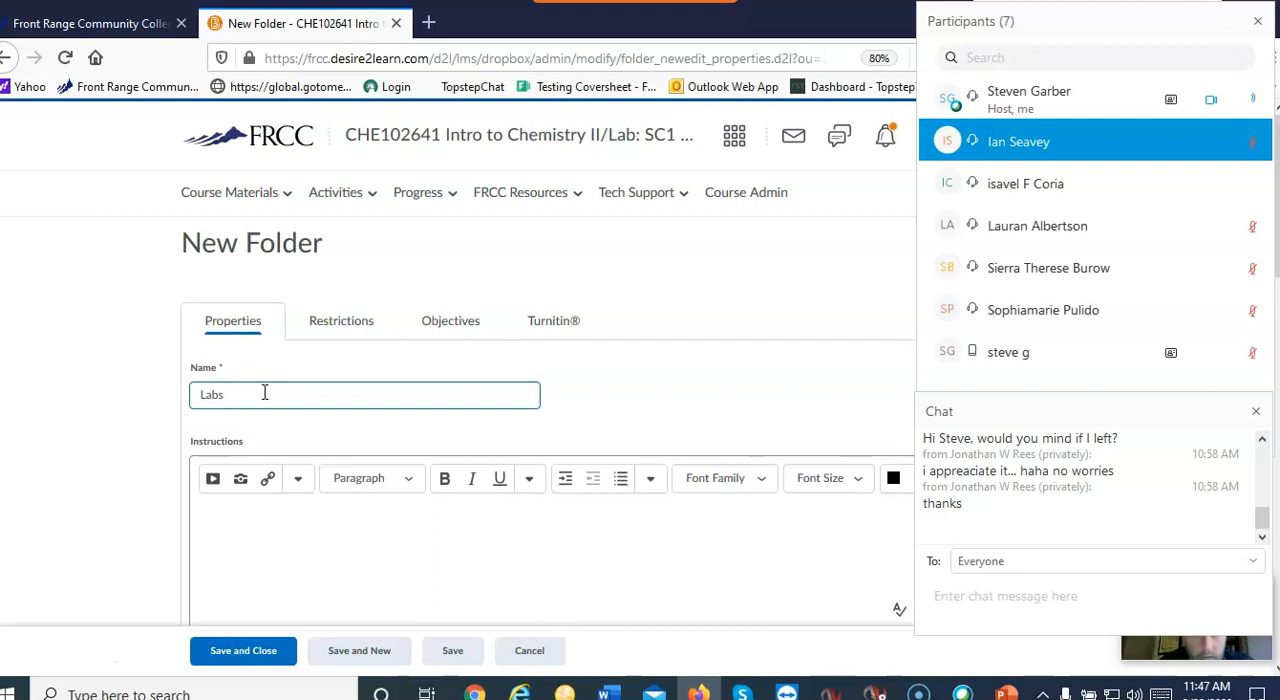 Front Range Community Colle
New Folder - CHE102641 Intro t
https://frcc.desire2learn.com/d2l/lms/dropbox/admin/modify/folder_newedit_properties.d2l?ou=
80%
Yahoo
Front Range Commun...
https://global.gotome...
Login
TopstepChat
Testing Coversheet - F...
Outlook Web App
Dashboard - Topstep
FRCC
CHE102641 Intro to Chemistry II/Lab: SC1 ...
Course Materials
Activities
Progress
FRCC Resources
Tech Support
Course Admin
New Folder
Properties
Restrictions
Objectives
Turnitin®
Name *
Labs
Instructions
Paragraph
B
I
U
Font Family
Font Size
Save and Close
Save and New
Save
Cancel
Participants (7)
Search
SG
Steven Garber
Host, me
IS
Ian Seavey
IC
isavel F Coria
LA
Lauran Albertson
SB
Sierra Therese Burow
SP
Sophiamarie Pulido
SG
steve g
Chat
Hi Steve, would you mind if I left?
from Jonathan W Rees (privately):
10:58 AM
i appreaciate it... haha no worries
from Jonathan W Rees (privately):
10:58 AM
thanks
To:
Everyone
Enter chat message here
Type here to search
11:47 AM